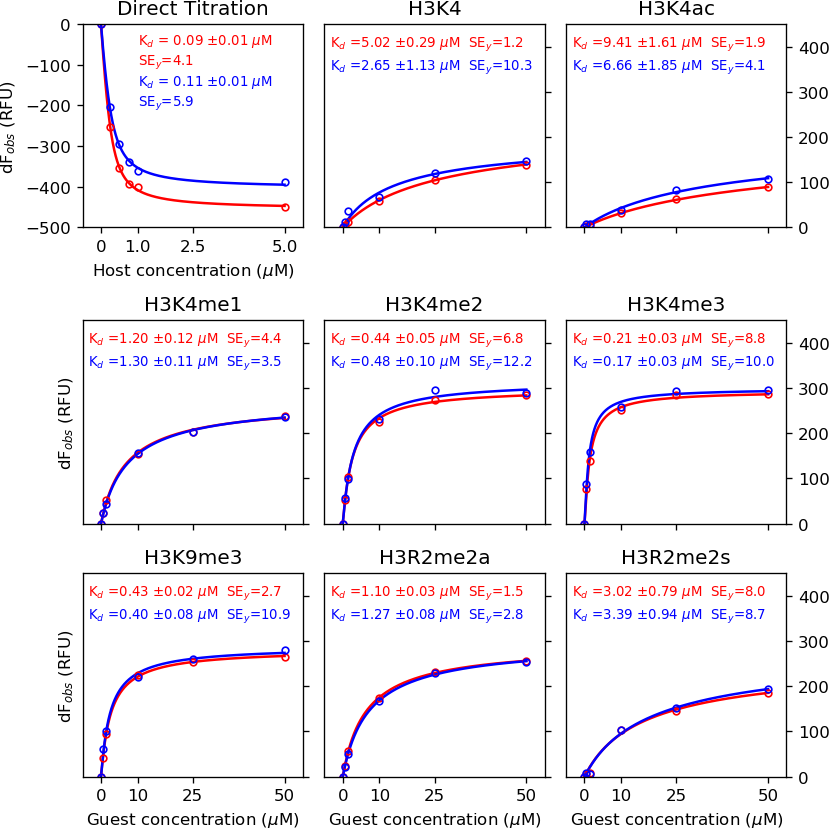 Direct Titration
H3K4
H3K4ac
0
−100
−200
−300
−400
−500
dF_obs (RFU)
K_d = 0.09 ±0.01 μM
SE_y=4.1
K_d = 0.11 ±0.01 μM
SE_y=5.9
0 1.0 2.5 5.0
Host concentration (μM)
K_d =5.02 ±0.29 μM SE_y=1.2
K_d =2.65 ±1.13 μM SE_y=10.3
K_d =9.41 ±1.61 μM SE_y=1.9
K_d =6.66 ±1.85 μM SE_y=4.1
400
300
200
100
0
H3K4me1
H3K4me2
H3K4me3
dF_obs (RFU)
K_d =1.20 ±0.12 μM SE_y=4.4
K_d =1.30 ±0.11 μM SE_y=3.5
K_d =0.44 ±0.05 μM SE_y=6.8
K_d =0.48 ±0.10 μM SE_y=12.2
K_d =0.21 ±0.03 μM SE_y=8.8
K_d =0.17 ±0.03 μM SE_y=10.0
400
300
200
100
0
H3K9me3
H3R2me2a
H3R2me2s
dF_obs (RFU)
K_d =0.43 ±0.02 μM SE_y=2.7
K_d =0.40 ±0.08 μM SE_y=10.9
K_d =1.10 ±0.03 μM SE_y=1.5
K_d =1.27 ±0.08 μM SE_y=2.8
K_d =3.02 ±0.79 μM SE_y=8.0
K_d =3.39 ±0.94 μM SE_y=8.7
400
300
200
100
0
0 10 25 50
0 10 25 50
0 10 25 50
Guest concentration (μM)
Guest concentration (μM)
Guest concentration (μM)